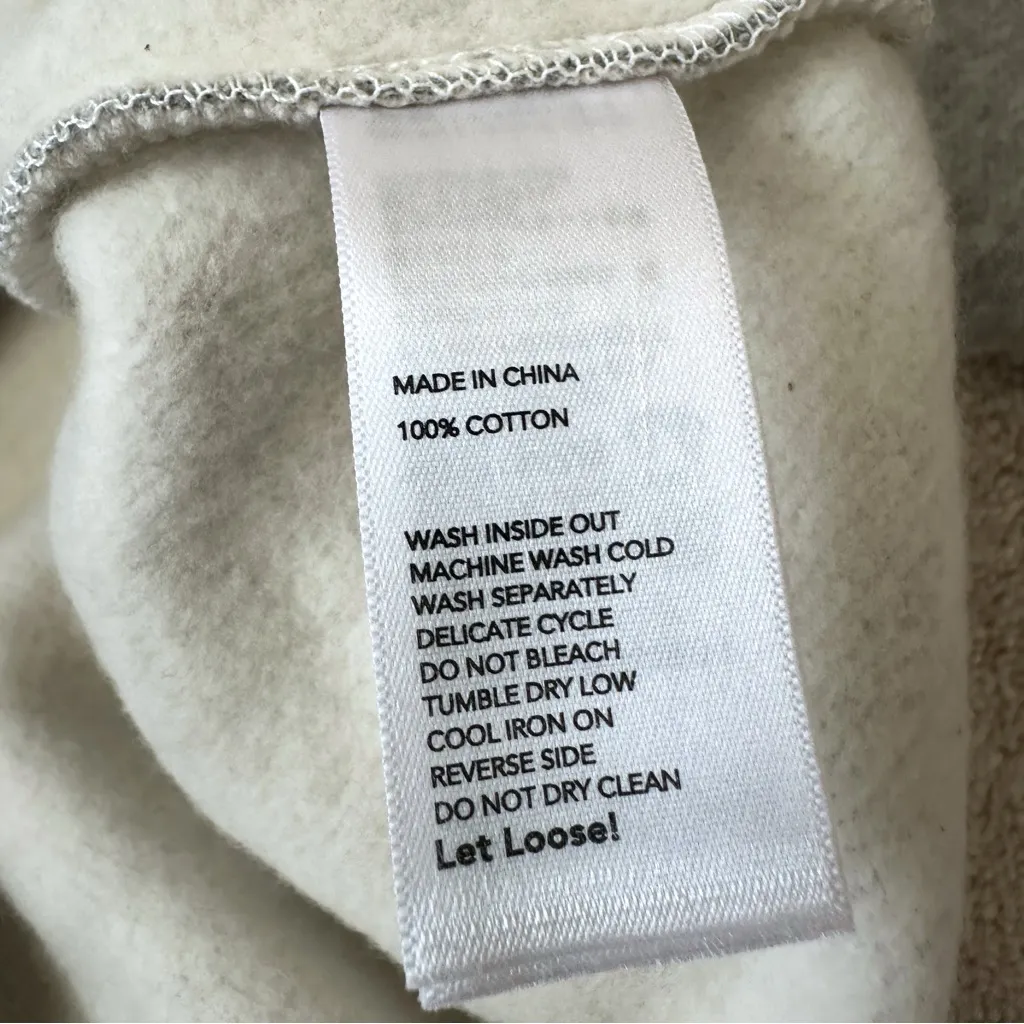 MADE IN CHINA
100% COTTON
WASH INSIDE OUT
MACHINE WASH COLD
WASH SEPARATELY
DELICATE CYCLE
DO NOT BLEACH
TUMBLE DRY LOW
COOL IRON ON
REVERSE SIDE
DO NOT DRY CLEAN
Let Loose!